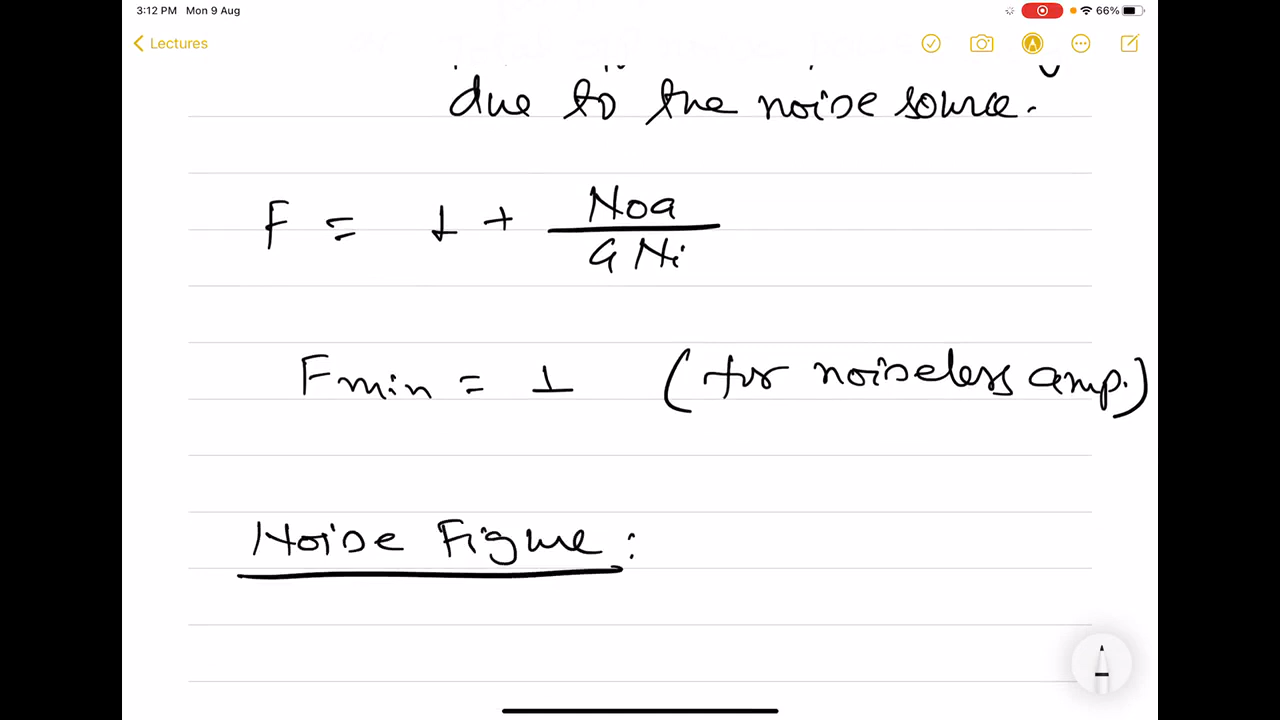 3:12 PM Mon 9 Aug
66%
Lectures
due to the noise source.
F = 1 + Noa / G Ni
Fmin = 1 (for noiseless amp.)
Noise Figure :